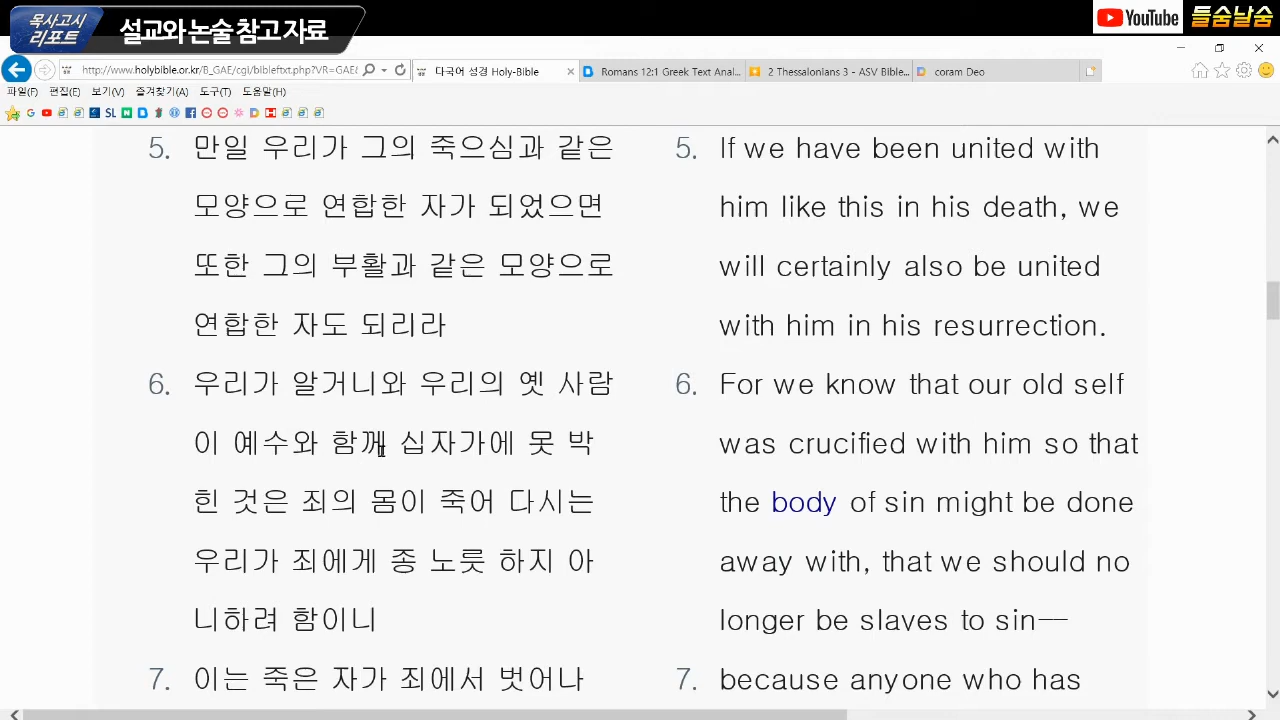 목사고시
리포트
설교와 논술 참고 자료
YouTube
들숨날숨
http://www.holybible.or.kr/B_GAE/cgi/bibleftxt.php?VR=GAE&
다국어 성경 Holy-Bible
Romans 12:1 Greek Text Anal...
2 Thessalonians 3 - ASV Bible...
coram Deo
파일(F) 편집(E) 보기(V) 즐겨찾기(A) 도구(T) 도움말(H)
5. 만일 우리가 그의 죽으심과 같은
모양으로 연합한 자가 되었으면
또한 그의 부활과 같은 모양으로
연합한 자도 되리라
6. 우리가 알거니와 우리의 옛 사람
이 예수와 함께 십자가에 못 박
힌 것은 죄의 몸이 죽어 다시는
우리가 죄에게 종 노릇 하지 아
니하려 함이니
7. 이는 죽은 자가 죄에서 벗어나
5. If we have been united with
him like this in his death, we
will certainly also be united
with him in his resurrection.
6. For we know that our old self
was crucified with him so that
the body of sin might be done
away with, that we should no
longer be slaves to sin--
7. because anyone who has